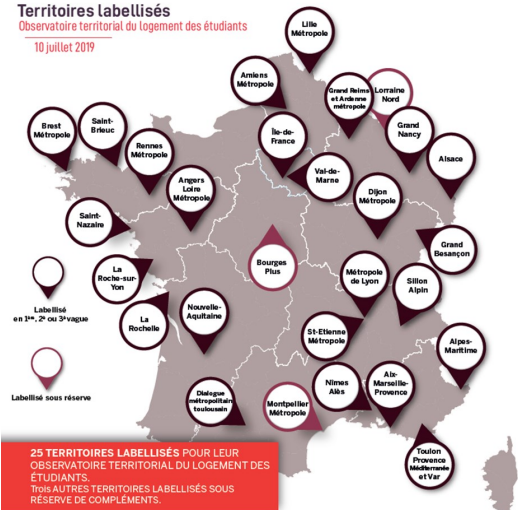 Territoires labellisés
Observatoire territorial du logement des étudiants
10 juillet 2019
Lille
Métropole
Amiens
Métropole
Grand Reims
et Ardenne
métropole
Lorraine
Nord
Brest
Métropole
Saint-
Brieuc
Rennes
Métropole
Île-de-
France
Grand
Nancy
Alsace
Angers
Loire
Métropole
Val-de-
Marne
Dijon
Métropole
Saint-
Nazaire
Grand
Besançon
Bourges
Plus
La
Roche-sur-
Yon
Métropole
de Lyon
Sillon
Alpin
Labellisé
en 1ère, 2è ou 3è vague
La
Rochelle
Nouvelle-
Aquitaine
St-Etienne
Métropole
Alpes-
Maritime
Labellisé sous réserve
Dialogue
métropolitain
toulousain
Montpellier
Métropole
Nîmes
Alès
Aix-
Marseille-
Provence
Toulon
Provence
Méditerranée
et Var
25 TERRITOIRES LABELLISÉS POUR LEUR
OBSERVATOIRE TERRITORIAL DU LOGEMENT DES
ÉTUDIANTS.
Trois AUTRES TERRITOIRES LABELLISÉS SOUS
RÉSERVE DE COMPLÉMENTS.